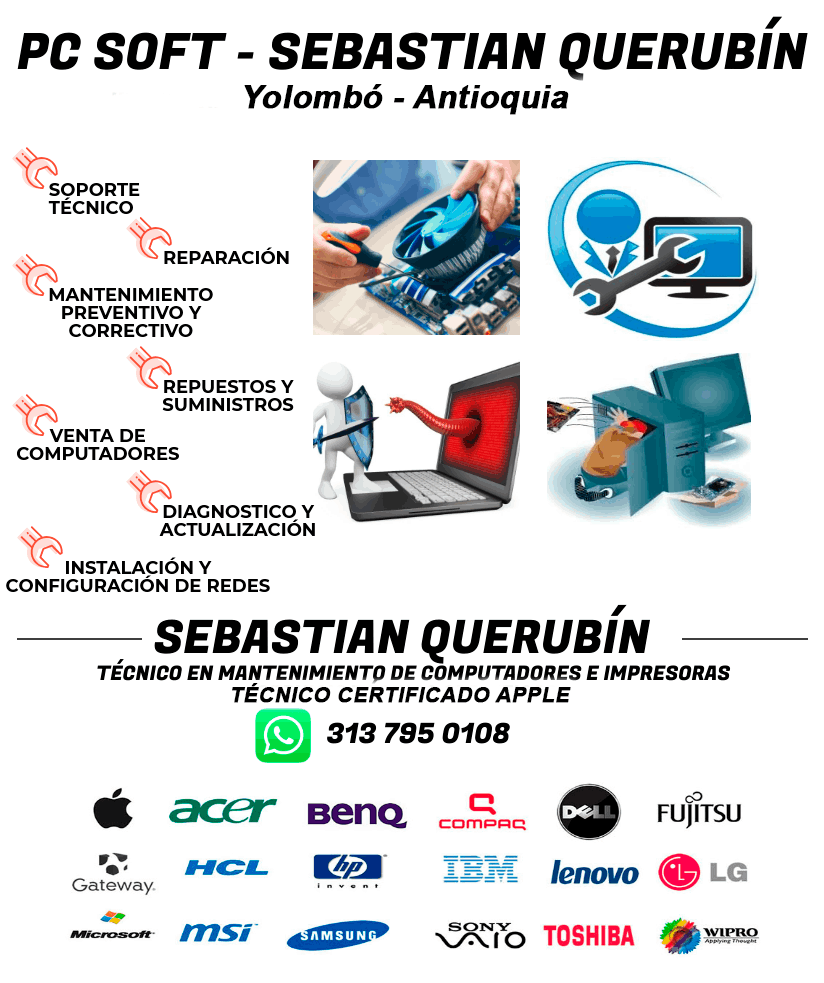 PC SOFT - SEBASTIAN QUERUBÍN
Yolombó - Antioquia
SOPORTE
TÉCNICO
REPARACIÓN
MANTENIMIENTO
PREVENTIVO Y
CORRECTIVO
REPUESTOS Y
SUMINISTROS
VENTA DE
COMPUTADORES
DIAGNOSTICO Y
ACTUALIZACIÓN
INSTALACIÓN Y
CONFIGURACIÓN DE REDES
SEBASTIAN QUERUBÍN
TÉCNICO EN MANTENIMIENTO DE COMPUTADORES E IMPRESORAS
TÉCNICO CERTIFICADO APPLE
313 795 0108
acer BenQ COMPAQ DELL FUJITSU
Gateway HCL hp invent IBM lenovo LG
Microsoft msi SAMSUNG SONY VAIO TOSHIBA WIPRO Applying Thought